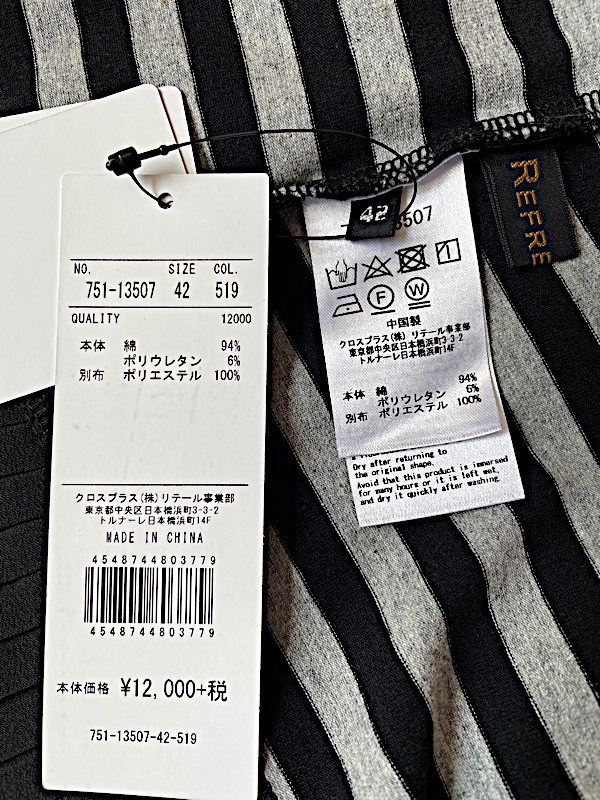 NO. SIZE COL.
751-13507 42 519
QUALITY 12000
本体 綿 94%
ポリウレタン 6%
別布 ポリエステル 100%
クロスプラス(株) リテール事業部
東京都中央区日本橋浜町3-3-2
トルナーレ日本橋浜町14F
MADE IN CHINA
4548744803779
4548744803779
本体価格 ¥12,000+税
751-13507-42-519
42
3507
中国製
クロスプラス(株) リテール事業部
東京都中央区日本橋浜町3-3-2
トルナーレ日本橋浜町14F
本体 綿 94%
ポリウレタン 6%
別布 ポリエステル 100%
Dry after returning to
the original shape.
Avoid that this product is immersed
for many hours or it is left wet,
and dry it quickly after washing.
REFRE